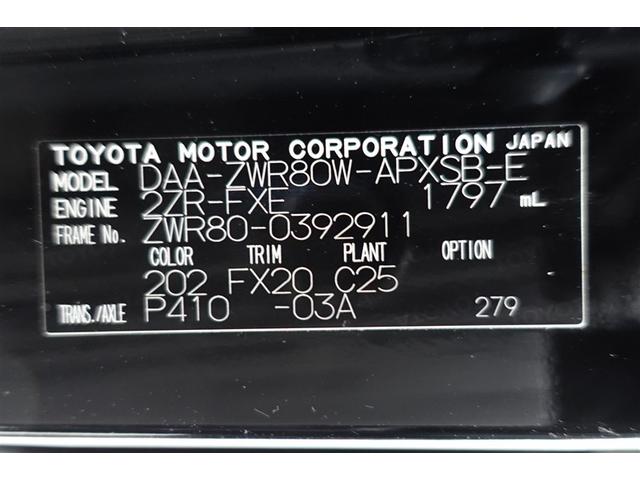 TOYOTA MOTOR CORPORATION JAPAN
MODEL DAA-ZWR80W-APXSB-E
ENGINE 2ZR-FXE 1797 mL
FRAME No. ZWR80-0392911
COLOR TRIM PLANT OPTION
202 FX20 C25
TRANS./AXLE P410 -03A 279